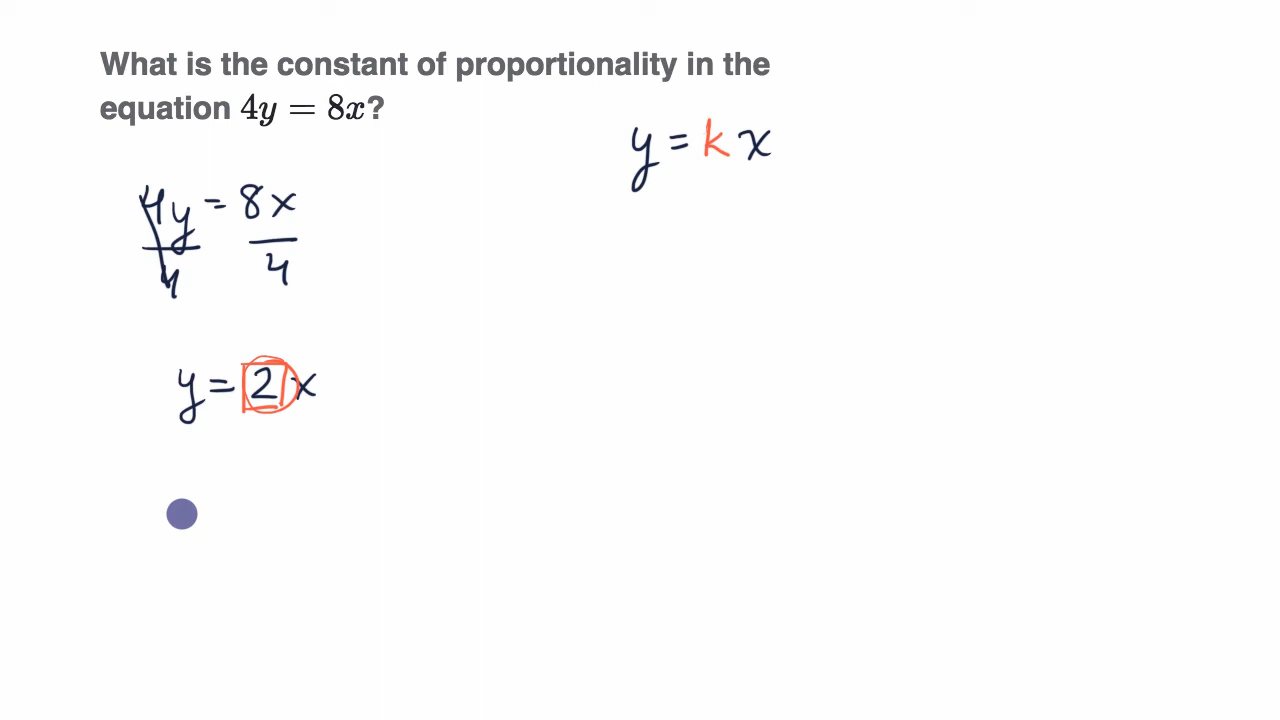 What is the constant of proportionality in the
equation 4y = 8x?
y = kx
4y = 8x
4 4
y = 2x